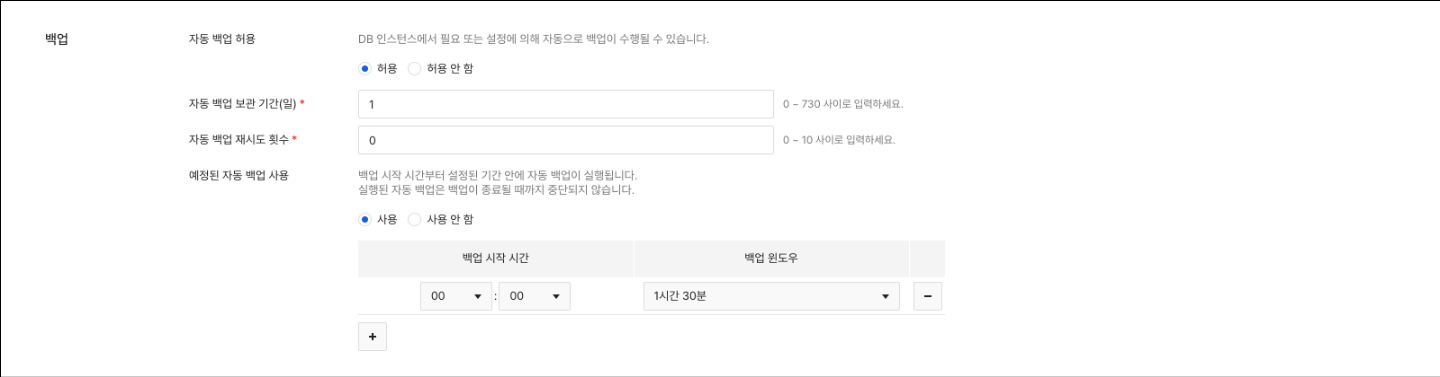 백업
자동 백업 허용
DB 인스턴스에서 필요 또는 설정에 의해 자동으로 백업이 수행될 수 있습니다.
허용 허용 안 함
자동 백업 보관 기간(일) * 1 0 ~ 730 사이로 입력하세요.
자동 백업 재시도 횟수 * 0 0 ~ 10 사이로 입력하세요.
예정된 자동 백업 사용
백업 시작 시간부터 설정된 기간 안에 자동 백업이 실행됩니다.
실행된 자동 백업은 백업이 종료될 때까지 중단되지 않습니다.
사용 사용 안 함
백업 시작 시간 백업 윈도우
00 : 00 1시간 30분 −
+